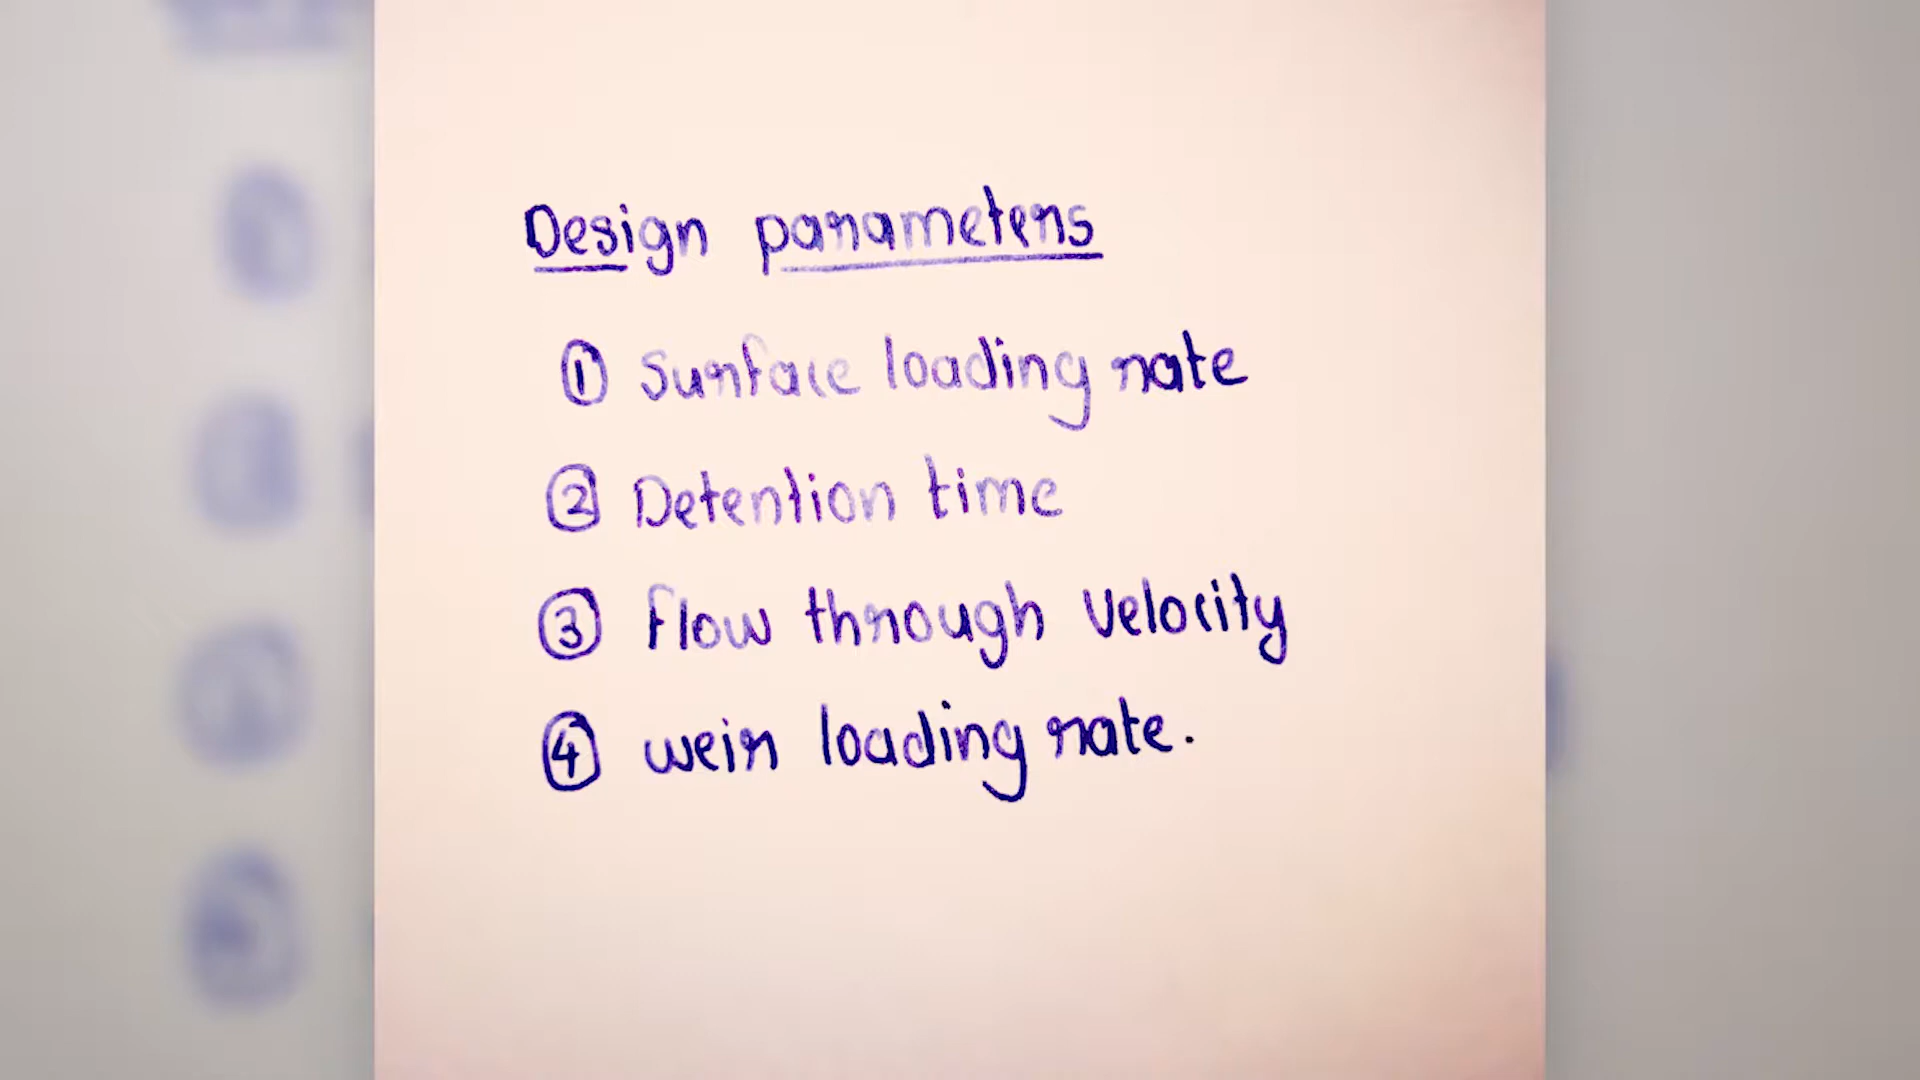 Design parameters
① Surface loading rate
② Detention time
③ flow through velocity
④ weir loading rate.